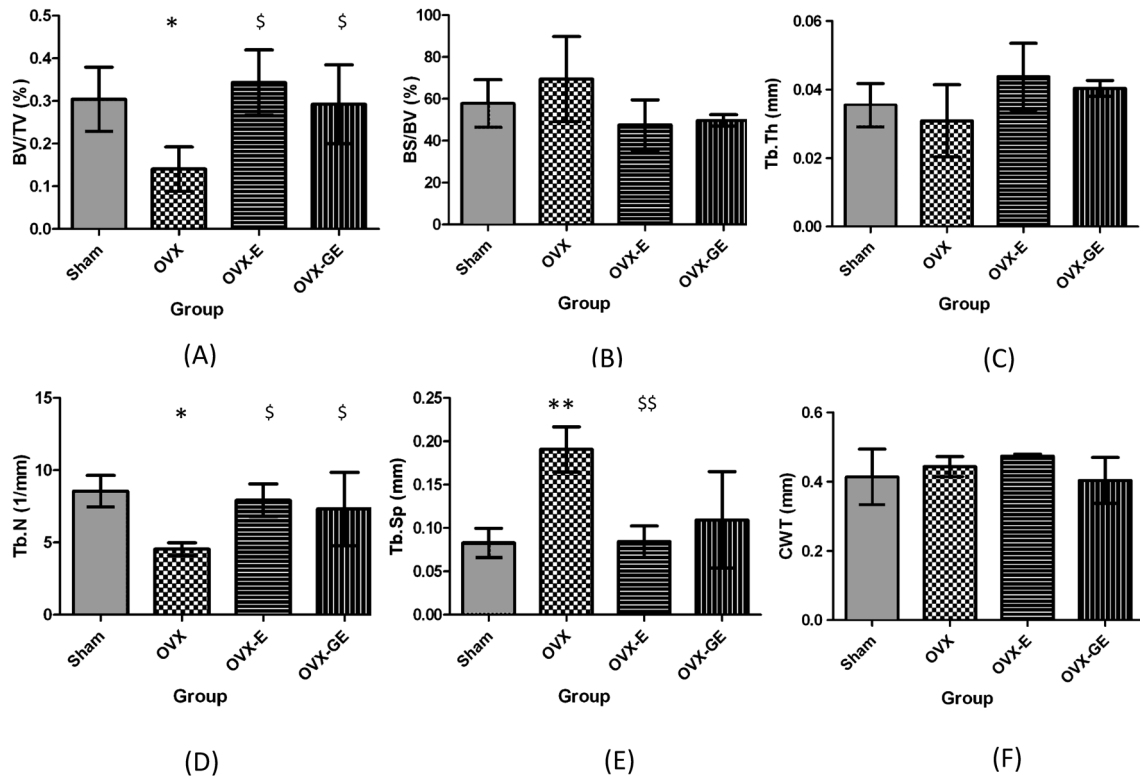 * $ $
BV/TV (%)
0.5
0.4
0.3
0.2
0.1
0.0
Sham OVX OVX-E OVX-GE
Group
(A)
BS/BV (%)
100
80
60
40
20
0
Sham OVX OVX-E OVX-GE
Group
(B)
Tb.Th (mm)
0.06
0.04
0.02
0.00
Sham OVX OVX-E OVX-GE
Group
(C)
* $ $
Tb.N (1/mm)
15
10
5
0
Sham OVX OVX-E OVX-GE
Group
(D)
** $$
Tb.Sp (mm)
0.25
0.20
0.15
0.10
0.05
0.00
Sham OVX OVX-E OVX-GE
Group
(E)
CWT (mm)
0.6
0.4
0.2
0.0
Sham OVX OVX-E OVX-GE
Group
(F)